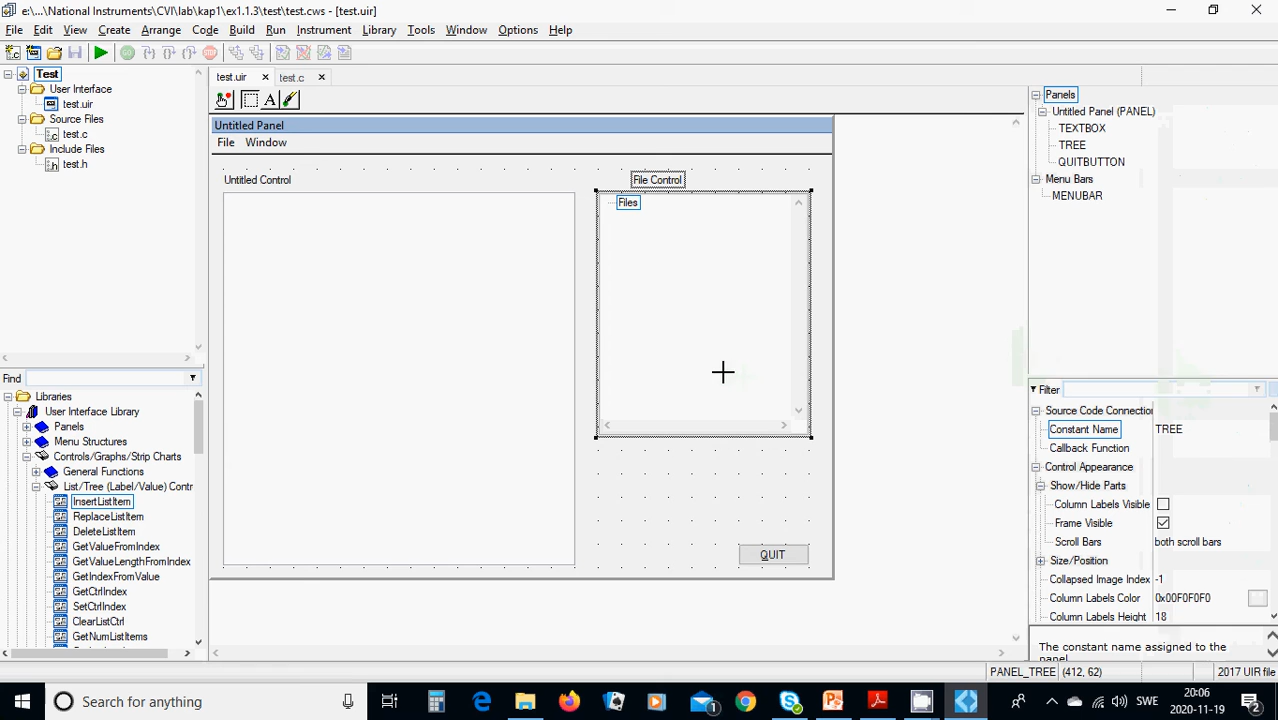 e:\...\National Instruments\CVI\lab\kap1\ex1.1.3\test\test.cws - [test.uir]
File Edit View Create Arrange Code Build Run Instrument Library Tools Window Options Help
Test
User Interface
test.uir
Source Files
test.c
Include Files
test.h
Find
Libraries
User Interface Library
Panels
Menu Structures
Controls/Graphs/Strip Charts
General Functions
List/Tree (Label/Value) Contr
InsertListItem
ReplaceListItem
DeleteListItem
GetValueFromIndex
GetValueLengthFromIndex
GetIndexFromValue
GetCtrlIndex
SetCtrlIndex
ClearListCtrl
GetNumListItems
test.uir test.c
Untitled Panel
File Window
Untitled Control
File Control
Files
QUIT
Panels
Untitled Panel (PANEL)
TEXTBOX
TREE
QUITBUTTON
Menu Bars
MENUBAR
Filter
Source Code Connection
Constant Name TREE
Callback Function
Control Appearance
Show/Hide Parts
Column Labels Visible
Frame Visible
Scroll Bars both scroll bars
Size/Position
Collapsed Image Index -1
Column Labels Color 0x00F0F0F0
Column Labels Height 18
The constant name assigned to the
panel
PANEL_TREE (412, 62) 2017 UIR file
Search for anything
SWE
20:06
2020-11-19
1
2